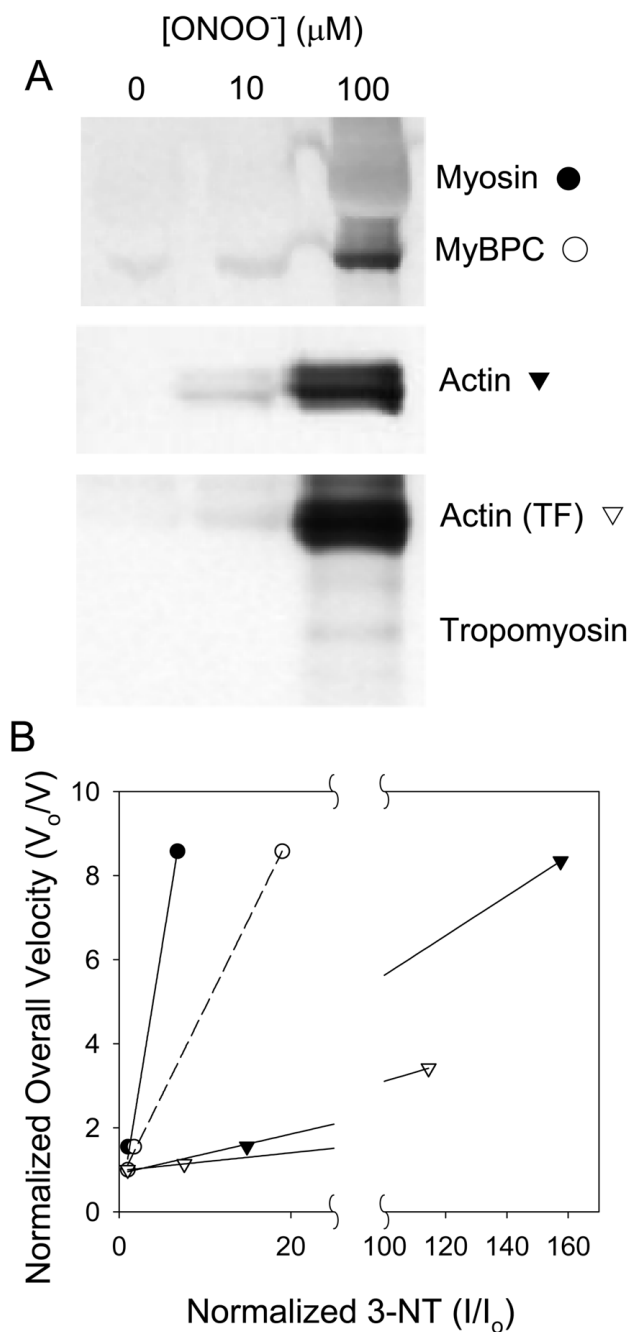 [ONOO⁻] (μM)
A
0 10 100
Myosin ●
MyBPC ○
Actin ▼
Actin (TF) ▽
Tropomyosin
B
Normalized Overall Velocity (Vₒ/V)
10
8
6
4
2
0
0 20 100 120 140 160
Normalized 3-NT (I/Iₒ)